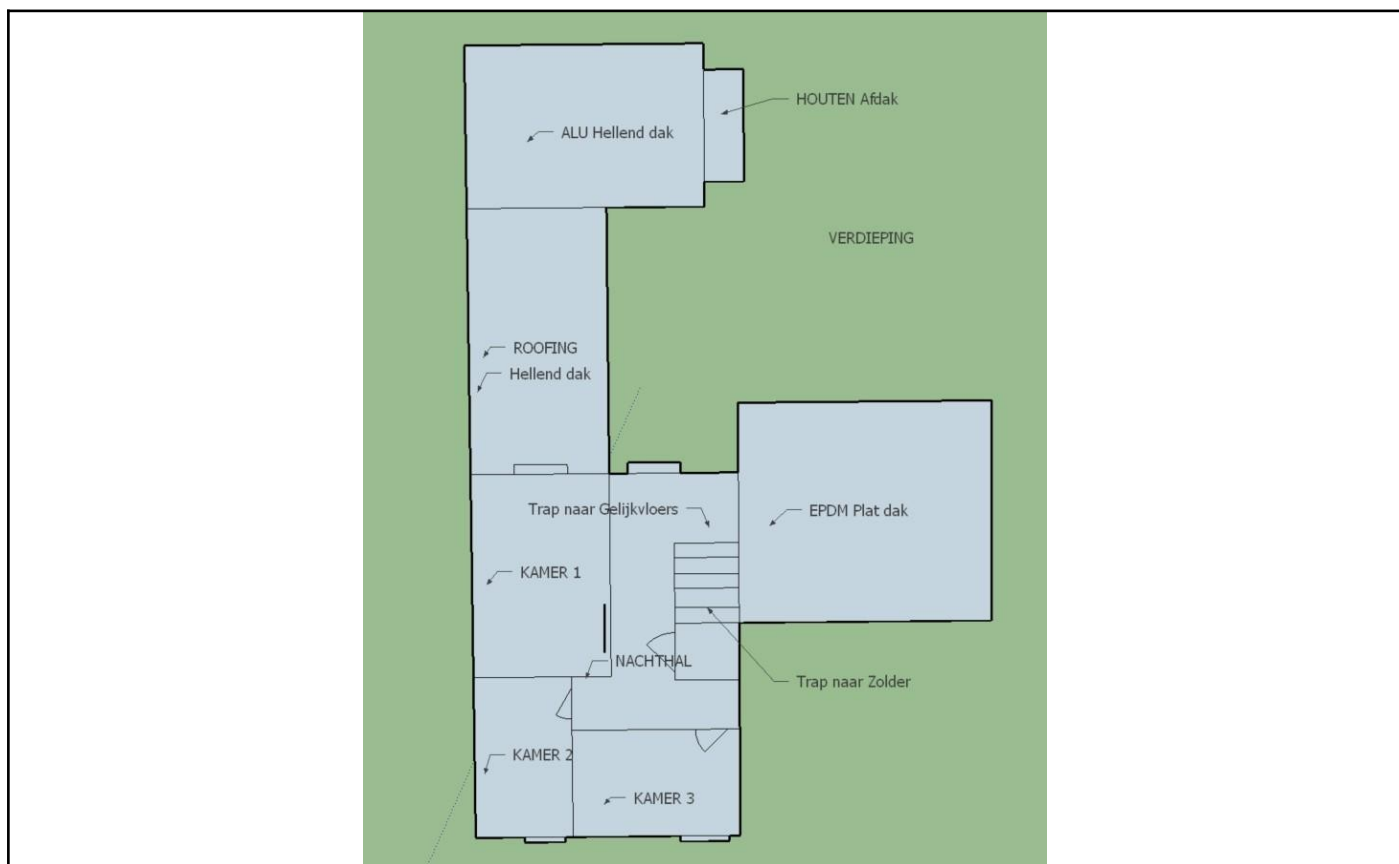 HOUTEN Afdak
ALU Hellend dak
VERDIEPING
ROOFING
Hellend dak
Trap naar Gelijkvloers
EPDM Plat dak
KAMER 1
NACHTHAL
Trap naar Zolder
KAMER 2
KAMER 3